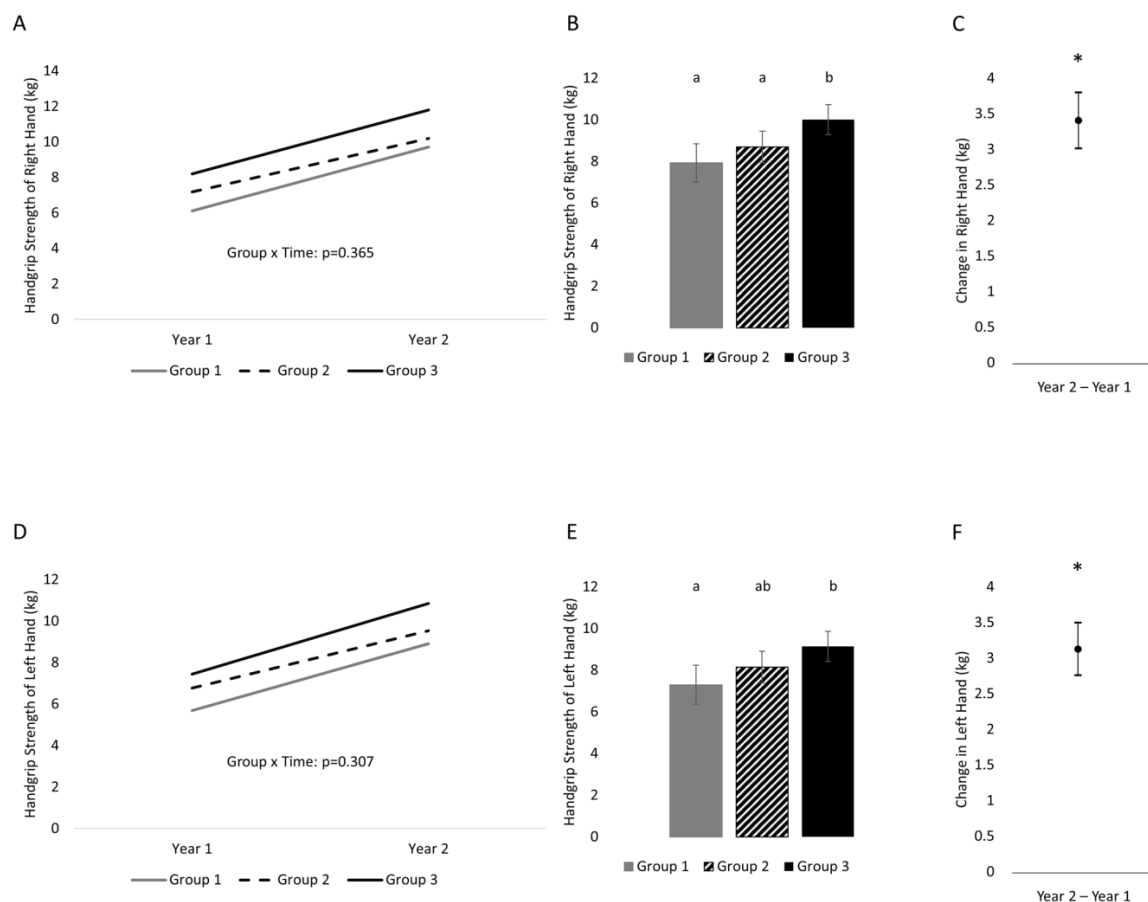 A
Handgrip Strength of Right Hand (kg)
14
12
10
8
6
4
2
0
Group x Time: p=0.365
Year 1 Year 2
Group 1 Group 2 Group 3
B
Handgrip Strength of Right Hand (kg)
12
10
8
6
4
2
0
a a b
Group 1 Group 2 Group 3
C
Change in Right Hand (kg)
4
3.5
3
2.5
2
1.5
1
0.5
0
*
Year 2 – Year 1
D
Handgrip Strength of Left Hand (kg)
12
10
8
6
4
2
0
Group x Time: p=0.307
Year 1 Year 2
Group 1 Group 2 Group 3
E
Handgrip Strength of Left Hand (kg)
12
10
8
6
4
2
0
a ab b
Group 1 Group 2 Group 3
F
Change in Left Hand (kg)
4
3.5
3
2.5
2
1.5
1
0.5
0
*
Year 2 – Year 1